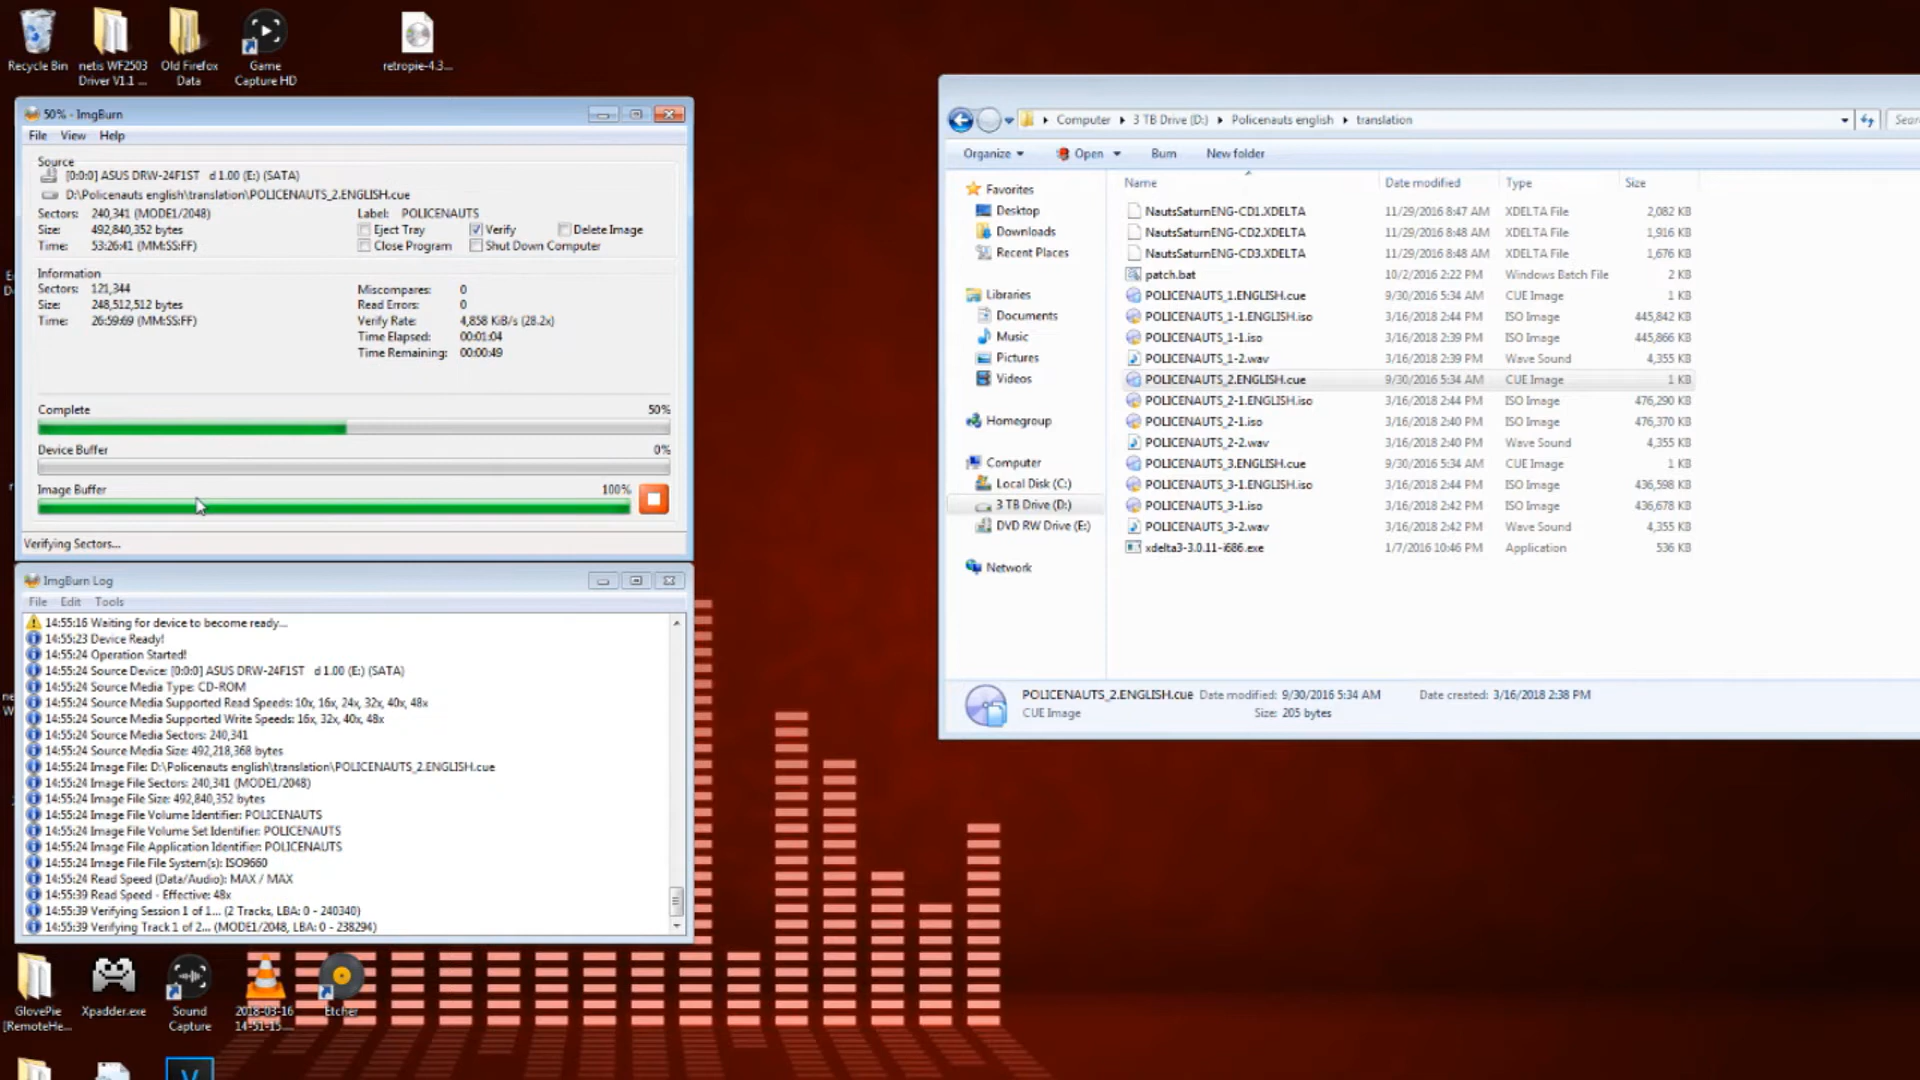 Recycle Bin
netis WF2503
Driver V1.1 ...
Old Firefox
Data
Game
Capture HD
retropie-4.3...
50% - ImgBurn
File View Help
Source
[0:0:0] ASUS DRW-24F1ST d 1.00 (E:) (SATA)
D:\Policenauts english\translation\POLICENAUTS_2.ENGLISH.cue
Sectors: 240,341 (MODE1/2048)
Label: POLICENAUTS
Size: 492,840,352 bytes
Eject Tray Verify Delete Image
Time: 53:26:41 (MM:SS:FF)
Close Program Shut Down Computer
Information
Sectors: 121,344
Miscompares: 0
Size: 248,512,512 bytes
Read Errors: 0
Time: 26:59:69 (MM:SS:FF)
Verify Rate: 4,858 KiB/s (28.2x)
Time Elapsed: 00:01:04
Time Remaining: 00:00:49
Complete 50%
Device Buffer 0%
Image Buffer 100%
Verifying Sectors...
ImgBurn Log
File Edit Tools
14:55:16 Waiting for device to become ready...
14:55:23 Device Ready!
14:55:24 Operation Started!
14:55:24 Source Device: [0:0:0] ASUS DRW-24F1ST d 1.00 (E:) (SATA)
14:55:24 Source Media Type: CD-ROM
14:55:24 Source Media Supported Read Speeds: 10x, 16x, 24x, 32x, 40x, 48x
14:55:24 Source Media Supported Write Speeds: 16x, 32x, 40x, 48x
14:55:24 Source Media Sectors: 240,341
14:55:24 Source Media Size: 492,218,368 bytes
14:55:24 Image File: D:\Policenauts english\translation\POLICENAUTS_2.ENGLISH.cue
14:55:24 Image File Sectors: 240,341 (MODE1/2048)
14:55:24 Image File Size: 492,840,352 bytes
14:55:24 Image File Volume Identifier: POLICENAUTS
14:55:24 Image File Volume Set Identifier: POLICENAUTS
14:55:24 Image File Application Identifier: POLICENAUTS
14:55:24 Image File File System(s): ISO9660
14:55:24 Read Speed (Data/Audio): MAX / MAX
14:55:39 Read Speed - Effective: 48x
14:55:39 Verifying Session 1 of 1... (2 Tracks, LBA: 0 - 240340)
14:55:39 Verifying Track 1 of 2... (MODE1/2048, LBA: 0 - 238294)
GlovePie
[RemoteHe...
Xpadder.exe
Sound
Capture
2018-03-16
14-51-15....
Etcher
Computer 3 TB Drive (D:) Policenauts english translation
Sear
Organize Open Burn New folder
Favorites
Desktop
Downloads
Recent Places
Libraries
Documents
Music
Pictures
Videos
Homegroup
Computer
Local Disk (C:)
3 TB Drive (D:)
DVD RW Drive (E:)
Network
Name Date modified Type Size
NautsSaturnENG-CD1.XDELTA 11/29/2016 8:47 AM XDELTA File 2,082 KB
NautsSaturnENG-CD2.XDELTA 11/29/2016 8:48 AM XDELTA File 1,916 KB
NautsSaturnENG-CD3.XDELTA 11/29/2016 8:48 AM XDELTA File 1,676 KB
patch.bat 10/2/2016 2:22 PM Windows Batch File 2 KB
POLICENAUTS_1.ENGLISH.cue 9/30/2016 5:34 AM CUE Image 1 KB
POLICENAUTS_1-1.ENGLISH.iso 3/16/2018 2:44 PM ISO Image 445,842 KB
POLICENAUTS_1-1.iso 3/16/2018 2:39 PM ISO Image 445,866 KB
POLICENAUTS_1-2.wav 3/16/2018 2:39 PM Wave Sound 4,355 KB
POLICENAUTS_2.ENGLISH.cue 9/30/2016 5:34 AM CUE Image 1 KB
POLICENAUTS_2-1.ENGLISH.iso 3/16/2018 2:44 PM ISO Image 476,290 KB
POLICENAUTS_2-1.iso 3/16/2018 2:40 PM ISO Image 476,370 KB
POLICENAUTS_2-2.wav 3/16/2018 2:40 PM Wave Sound 4,355 KB
POLICENAUTS_3.ENGLISH.cue 9/30/2016 5:34 AM CUE Image 1 KB
POLICENAUTS_3-1.ENGLISH.iso 3/16/2018 2:44 PM ISO Image 436,598 KB
POLICENAUTS_3-1.iso 3/16/2018 2:42 PM ISO Image 436,678 KB
POLICENAUTS_3-2.wav 3/16/2018 2:42 PM Wave Sound 4,355 KB
xdelta3-3.0.11-i686.exe 1/7/2016 10:46 PM Application 536 KB
POLICENAUTS_2.ENGLISH.cue Date modified: 9/30/2016 5:34 AM Date created: 3/16/2018 2:38 PM
CUE Image Size: 205 bytes